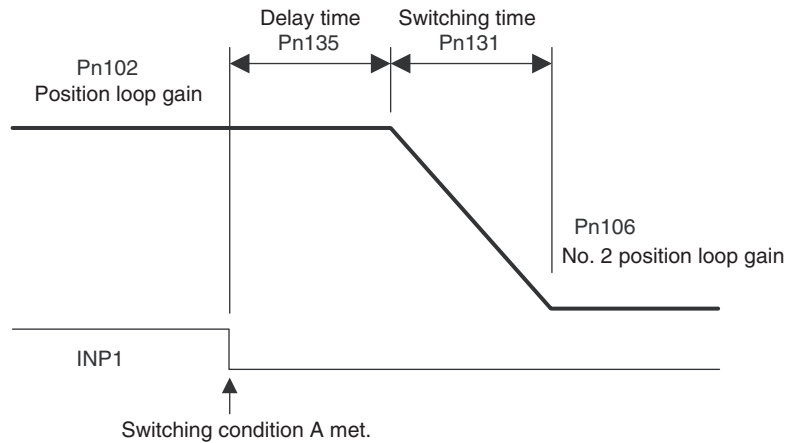 Delay time
Pn135
Switching time
Pn131
Pn102
Position loop gain
Pn106
No. 2 position loop gain
INP1
Switching condition A met.